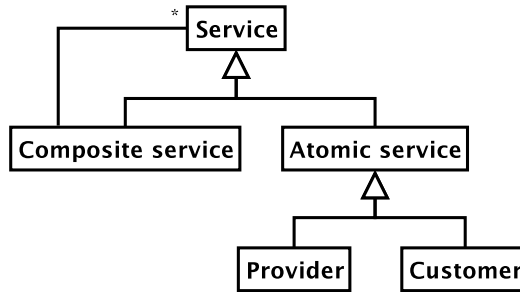 *
Service
Composite service
Atomic service
Provider
Customer